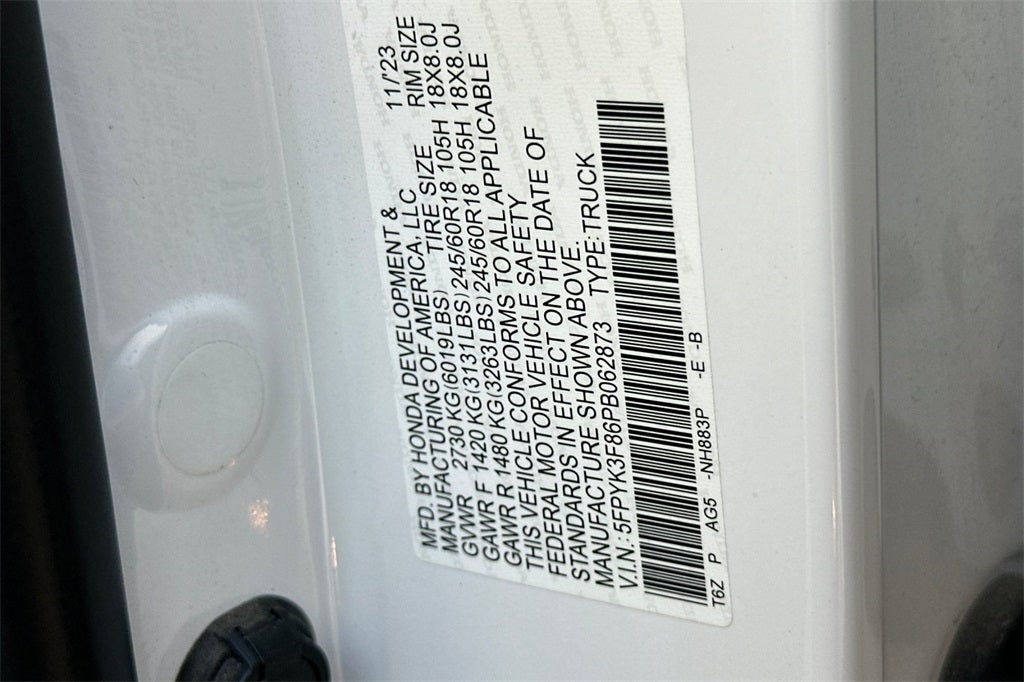 MFD. BY HONDA DEVELOPMENT & 11/'23
MANUFACTURING OF AMERICA, LLC
TIRE SIZE RIM SIZE
GVWR 2730 KG(6019LBS)
GAWR F 1420 KG(3131LBS) 245/60R18 105H 18X8.0J
GAWR R 1480 KG(3263LBS) 245/60R18 105H 18X8.0J
THIS VEHICLE CONFORMS TO ALL APPLICABLE
FEDERAL MOTOR VEHICLE SAFETY
STANDARDS IN EFFECT ON THE DATE OF
MANUFACTURE SHOWN ABOVE.
V.I.N.: 5FPYK3F86PB062873 TYPE: TRUCK
T6Z P AG5 -NH883P -E -B